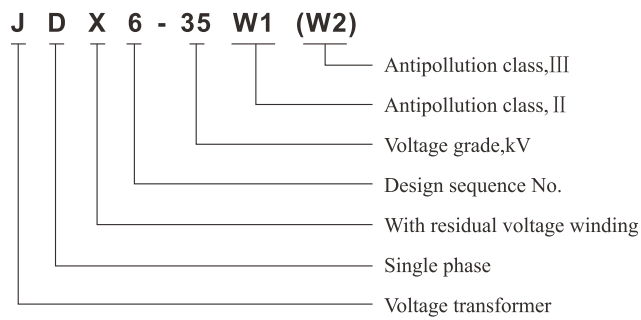 J D X 6 - 35 W1 (W2)
Antipollution class,Ⅲ
Antipollution class,Ⅱ
Voltage grade,kV
Design sequence No.
With residual voltage winding
Single phase
Voltage transformer